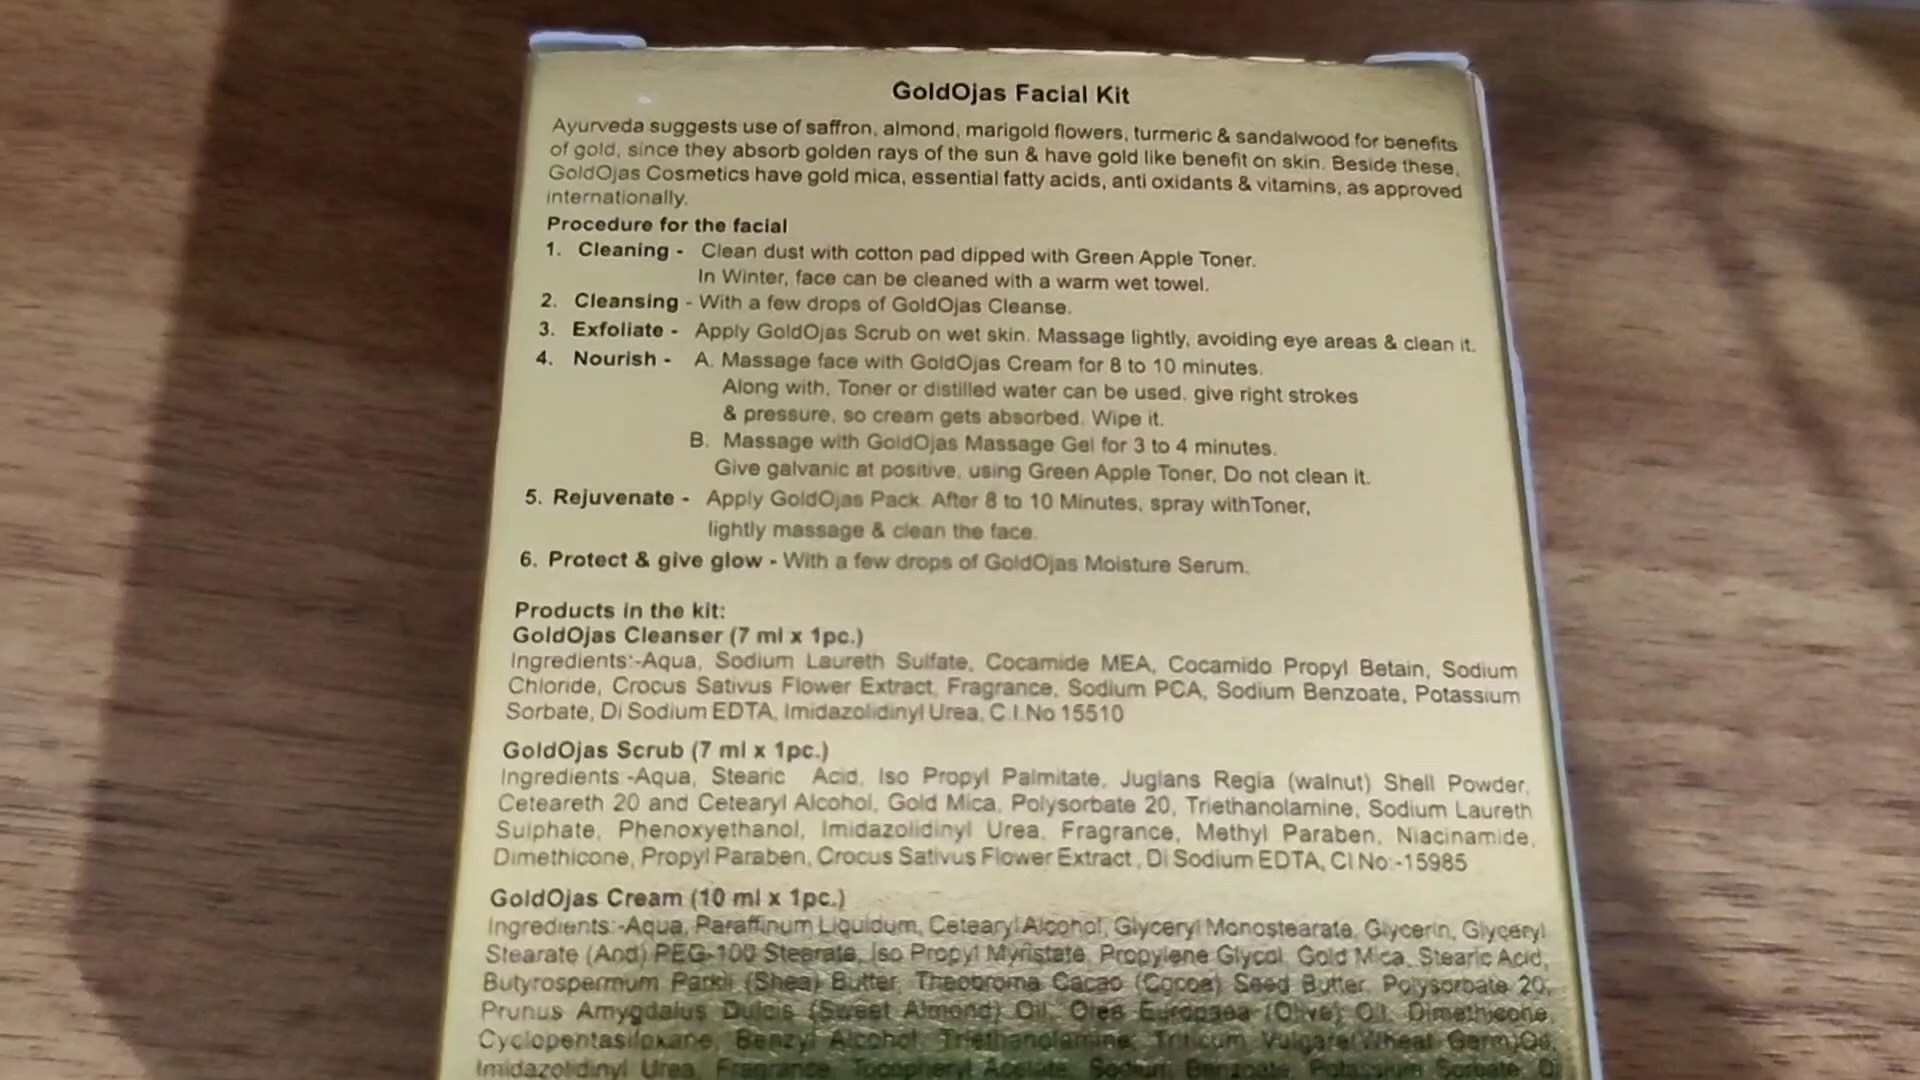 GoldOjas Facial Kit
Ayurveda suggests use of saffron, almond, marigold flowers, turmeric & sandalwood for benefits
of gold, since they absorb golden rays of the sun & have gold like benefit on skin. Beside these,
GoldOjas Cosmetics have gold mica, essential fatty acids, anti oxidants & vitamins, as approved
internationally.
Procedure for the facial
1. Cleaning - Clean dust with cotton pad dipped with Green Apple Toner.
In Winter, face can be cleaned with a warm wet towel.
2. Cleansing - With a few drops of GoldOjas Cleanse.
3. Exfoliate - Apply GoldOjas Scrub on wet skin. Massage lightly, avoiding eye areas & clean it.
4. Nourish - A. Massage face with GoldOjas Cream for 8 to 10 minutes.
Along with, Toner or distilled water can be used, give right strokes
& pressure, so cream gets absorbed. Wipe it.
B. Massage with GoldOjas Massage Gel for 3 to 4 minutes.
Give galvanic at positive, using Green Apple Toner, Do not clean it.
5. Rejuvenate - Apply GoldOjas Pack. After 8 to 10 Minutes, spray withToner,
lightly massage & clean the face.
6. Protect & give glow - With a few drops of GoldOjas Moisture Serum.
Products in the kit:
GoldOjas Cleanser (7 ml x 1pc.)
Ingredients:-Aqua, Sodium Laureth Sulfate, Cocamide MEA, Cocamido Propyl Betain, Sodium
Chloride, Crocus Sativus Flower Extract, Fragrance, Sodium PCA, Sodium Benzoate, Potassium
Sorbate, Di Sodium EDTA, Imidazolidinyl Urea, C.I.No 15510
GoldOjas Scrub (7 ml x 1pc.)
Ingredients:-Aqua, Stearic Acid, Iso Propyl Palmitate, Juglans Regia (walnut) Shell Powder,
Ceteareth 20 and Cetearyl Alcohol, Gold Mica, Polysorbate 20, Triethanolamine, Sodium Laureth
Sulphate, Phenoxyethanol, Imidazolidinyl Urea, Fragrance, Methyl Paraben, Niacinamide,
Dimethicone, Propyl Paraben, Crocus Sativus Flower Extract , Di Sodium EDTA, CI No:-15985
GoldOjas Cream (10 ml x 1pc.)
Ingredients:-Aqua, Paraffinum Liquidum, Cetearyl Alcohol, Glyceryl Monostearate, Glycerin, Glyceryl
Stearate (And) PEG-100 Stearate, Iso Propyl Myristate, Propylene Glycol, Gold Mica, Stearic Acid,
Butyrospermum Parkii (Shea) Butter, Theobroma Cacao (Cocoa) Seed Butter, Polysorbate 20,
Prunus Amygdalus Dulcis (Sweet Almond) Oil, Olea Europaea (Olive) Oil, Dimethicone,
Cyclopentasiloxane, Benzyl Alcohol, Triethanolamine, Triticum Vulgare(Wheat Germ)Oil,
Imidazolidinyl Urea, Fragrance, Tocopheryl Acetate, Sodium Benzoate, Potassium Sorbate, Di